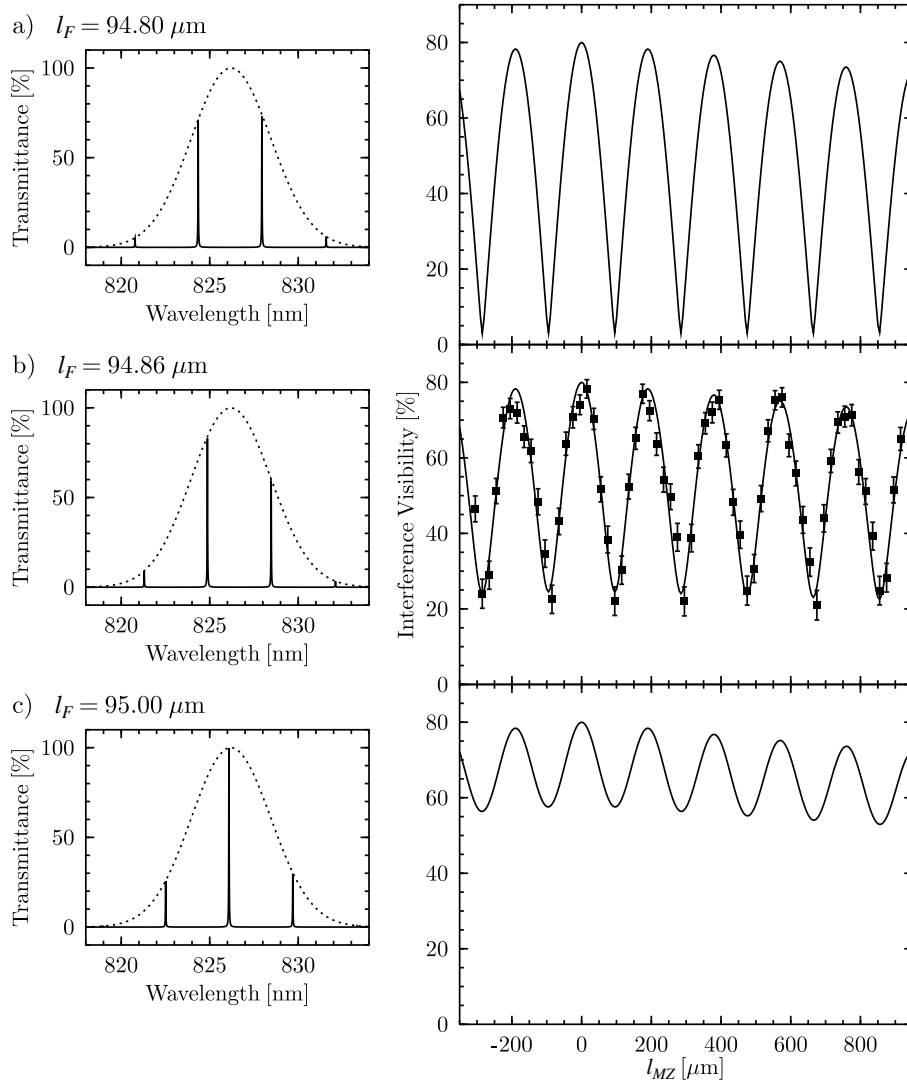 a) l_F = 94.80 μm
100
50
0
Transmittance [%]
820 825 830
Wavelength [nm]
80
60
40
20
0
b) l_F = 94.86 μm
100
50
0
Transmittance [%]
820 825 830
Wavelength [nm]
80
60
40
20
0
Interference Visibility [%]
c) l_F = 95.00 μm
100
50
0
Transmittance [%]
820 825 830
Wavelength [nm]
80
60
40
20
0
-200 0 200 400 600 800
l_MZ [μm]